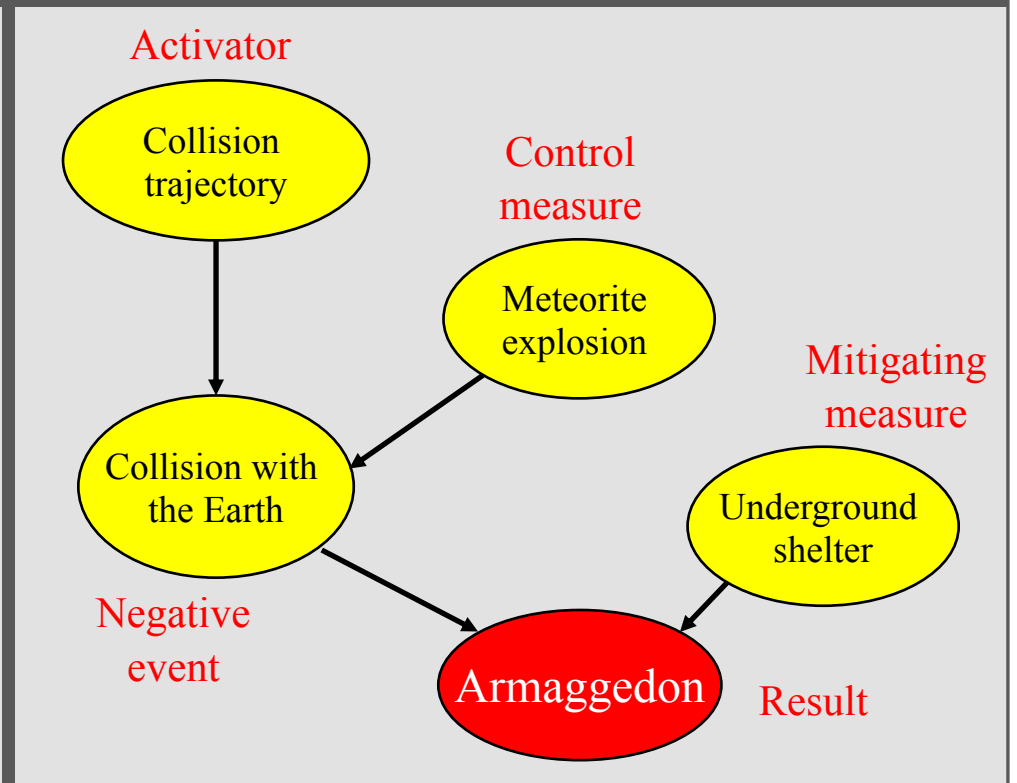 Activator
Collision
trajectory
Control
measure
Meteorite
explosion
Mitigating
measure
Collision with
the Earth
Underground
shelter
Negative
event
Armaggedon
Result